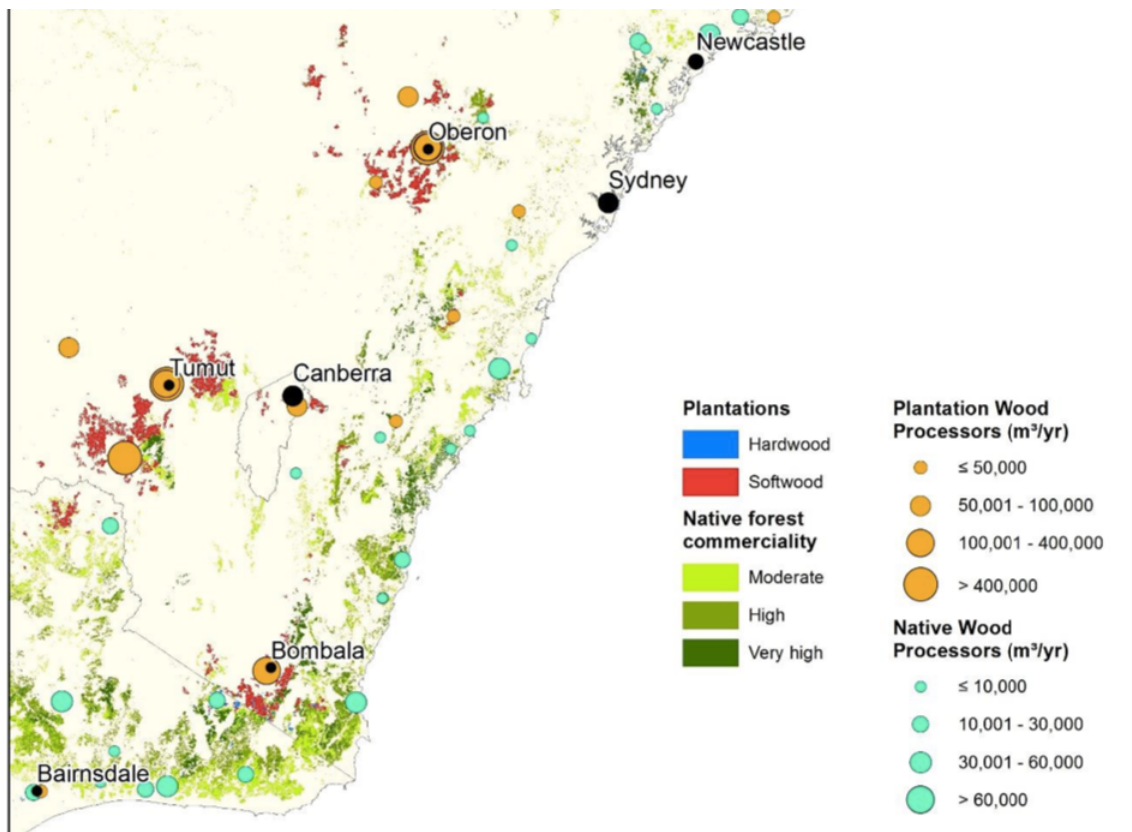 Newcastle
Oberon
Sydney
Tumut
Canberra
Bombala
Bairnsdale
Plantations
Hardwood
Softwood
Native forest
commerciality
Moderate
High
Very high
Plantation Wood
Processors (m³/yr)
≤ 50,000
50,001 - 100,000
100,001 - 400,000
> 400,000
Native Wood
Processors (m³/yr)
≤ 10,000
10,001 - 30,000
30,001 - 60,000
> 60,000